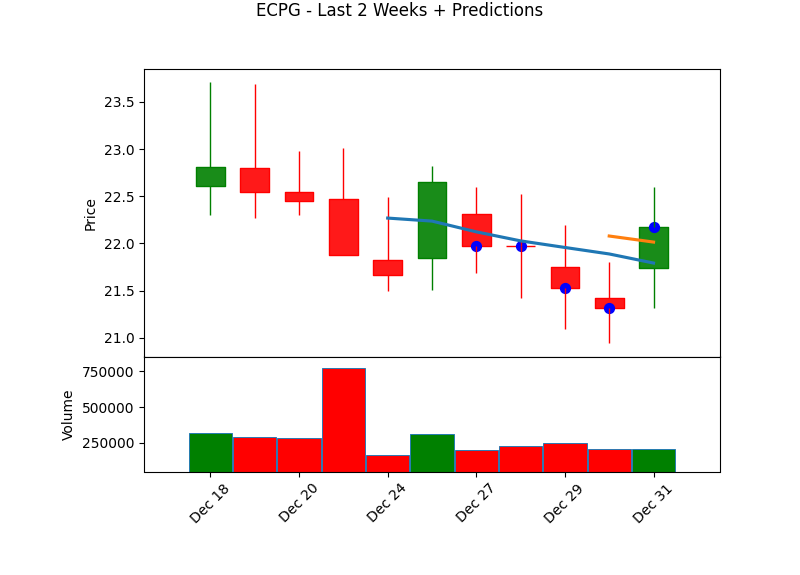 ECPG - Last 2 Weeks + Predictions
23.5
23.0
22.5
22.0
21.5
21.0
Price
750000
500000
250000
Volume
Dec 18
Dec 20
Dec 24
Dec 27
Dec 29
Dec 31